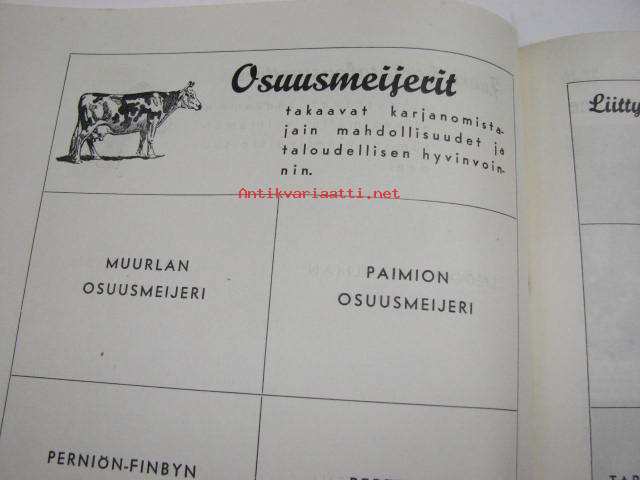 Osuusmeijerit
takaavat karjanomista-
jain mahdollisuudet ja
taloudellisen hyvinvoin-
nin.
Antikvariaatti.net
MUURLAN
OSUUSMEIJERI
PAIMION
OSUUSMEIJERI
PERNIÖN-FINBYN